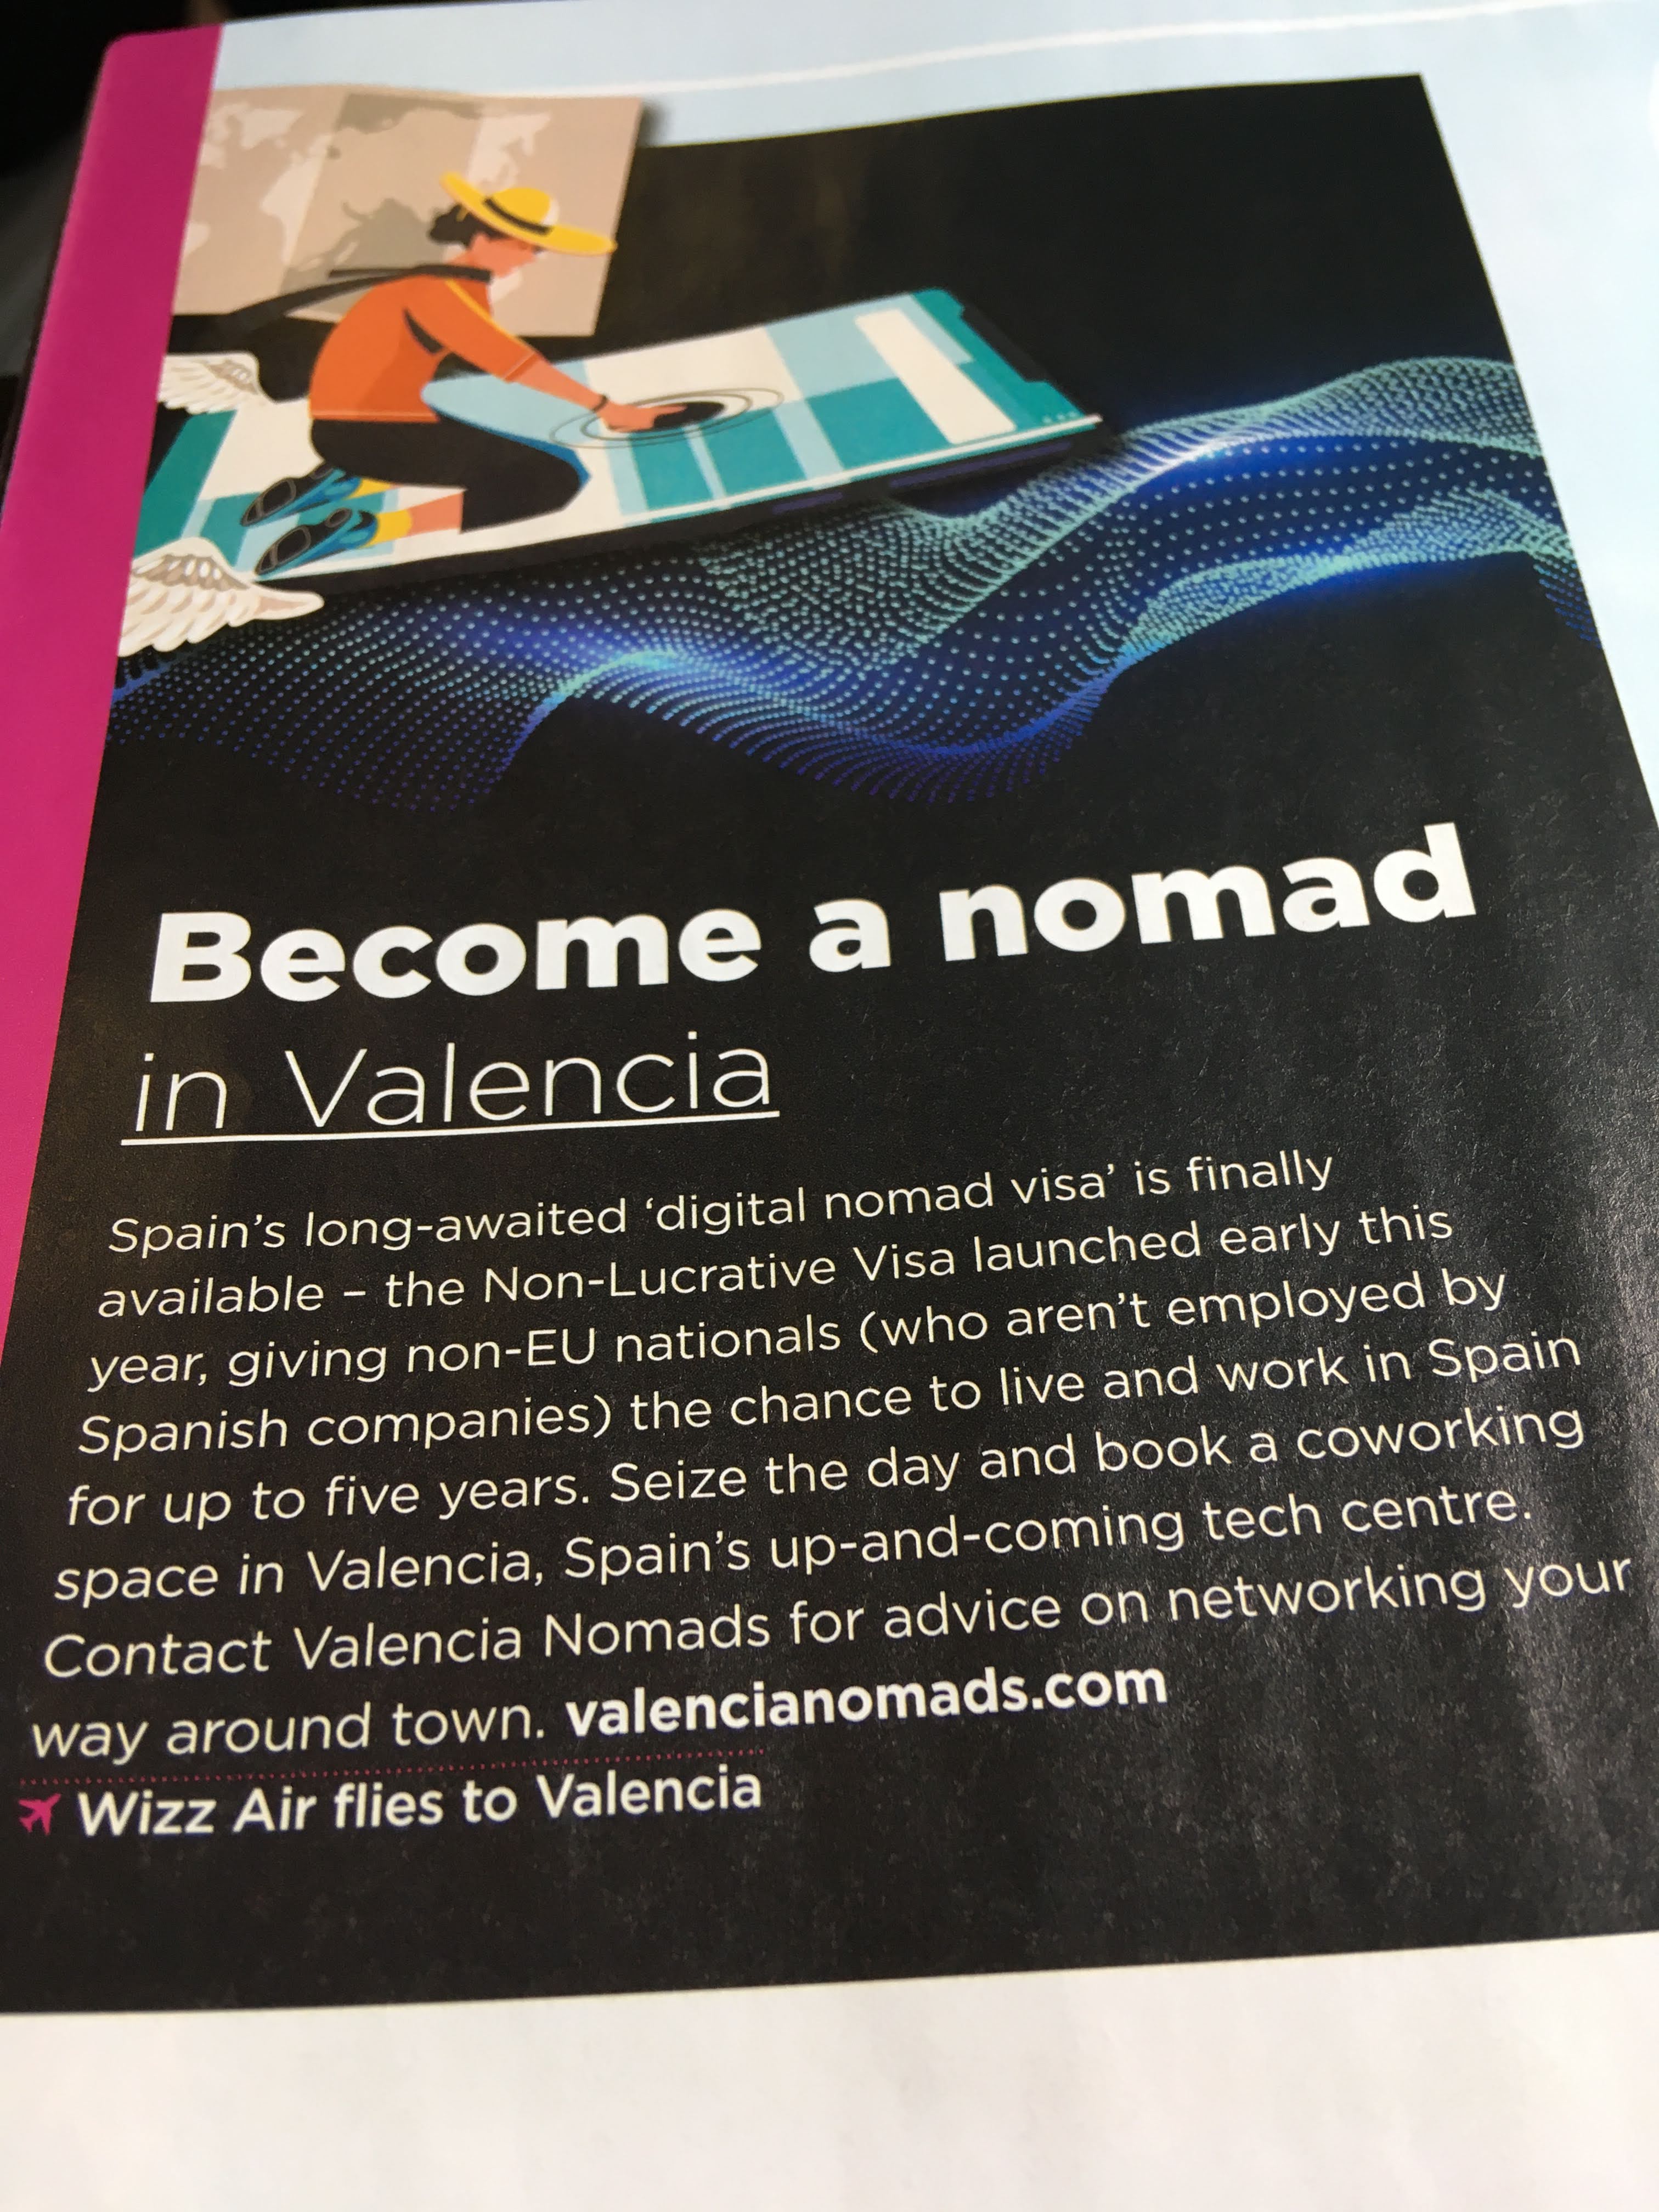 Become a nomad
in Valencia
Spain's long-awaited ‘digital nomad visa’ is finally
available – the Non-Lucrative Visa launched early this
year, giving non-EU nationals (who aren't employed by
Spanish companies) the chance to live and work in Spain
for up to five years. Seize the day and book a coworking
space in Valencia, Spain's up-and-coming tech centre.
Contact Valencia Nomads for advice on networking your
way around town. valencianomads.com
Wizz Air flies to Valencia